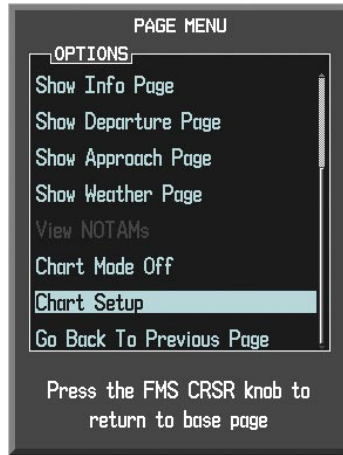 PAGE MENU
OPTIONS
Show Info Page
Show Departure Page
Show Approach Page
Show Weather Page
View NOTAMs
Chart Mode Off
Chart Setup
Go Back To Previous Page
Press the FMS CRSR knob to
return to base page